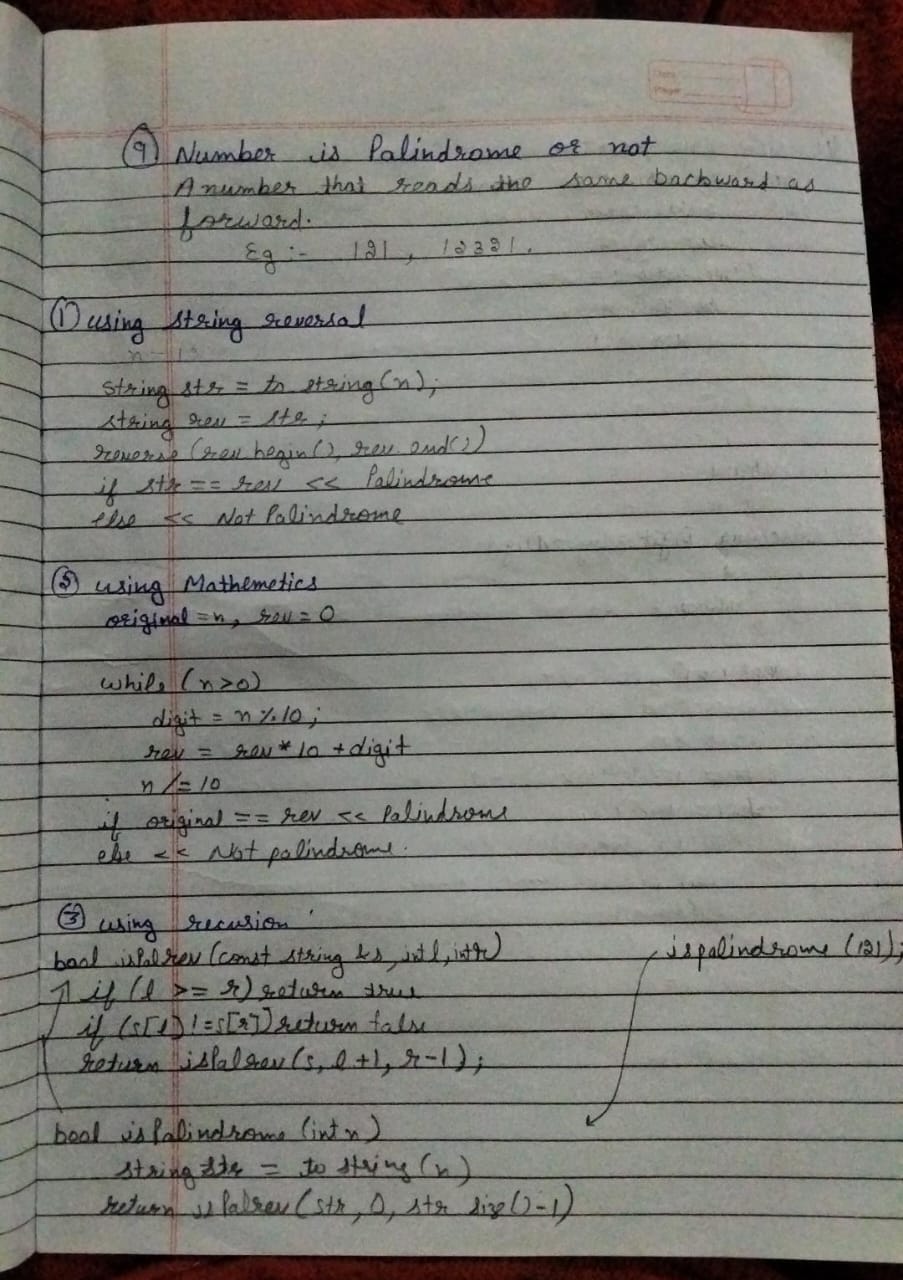 9 Number is Palindrome or not
A number that reads the same backward as
forward.
Eg :- 121 , 12321.
① using string reversal
string str = to string(n);
string rev = str;
reverse (rev begin(), rev. end())
if str == rev << Palindrome
else << Not Palindrome
② using Mathemetics
original = n, rev = 0
while (n>0)
digit = n % 10;
rev = rev * 10 + digit
n /= 10
if original == rev << Palindrome
else << Not palindrome.
③ using recusion
bool isPalrev (const string &s, int l, int r)
ispalindrome (121);
if (l >= r) return true
if (s[l] != s[r]) return false
return isPalrev (s, l+1, r-1);
bool isPalindrome (int n)
string str = to string (n)
return isPalrev (str, 0, str size()-1)